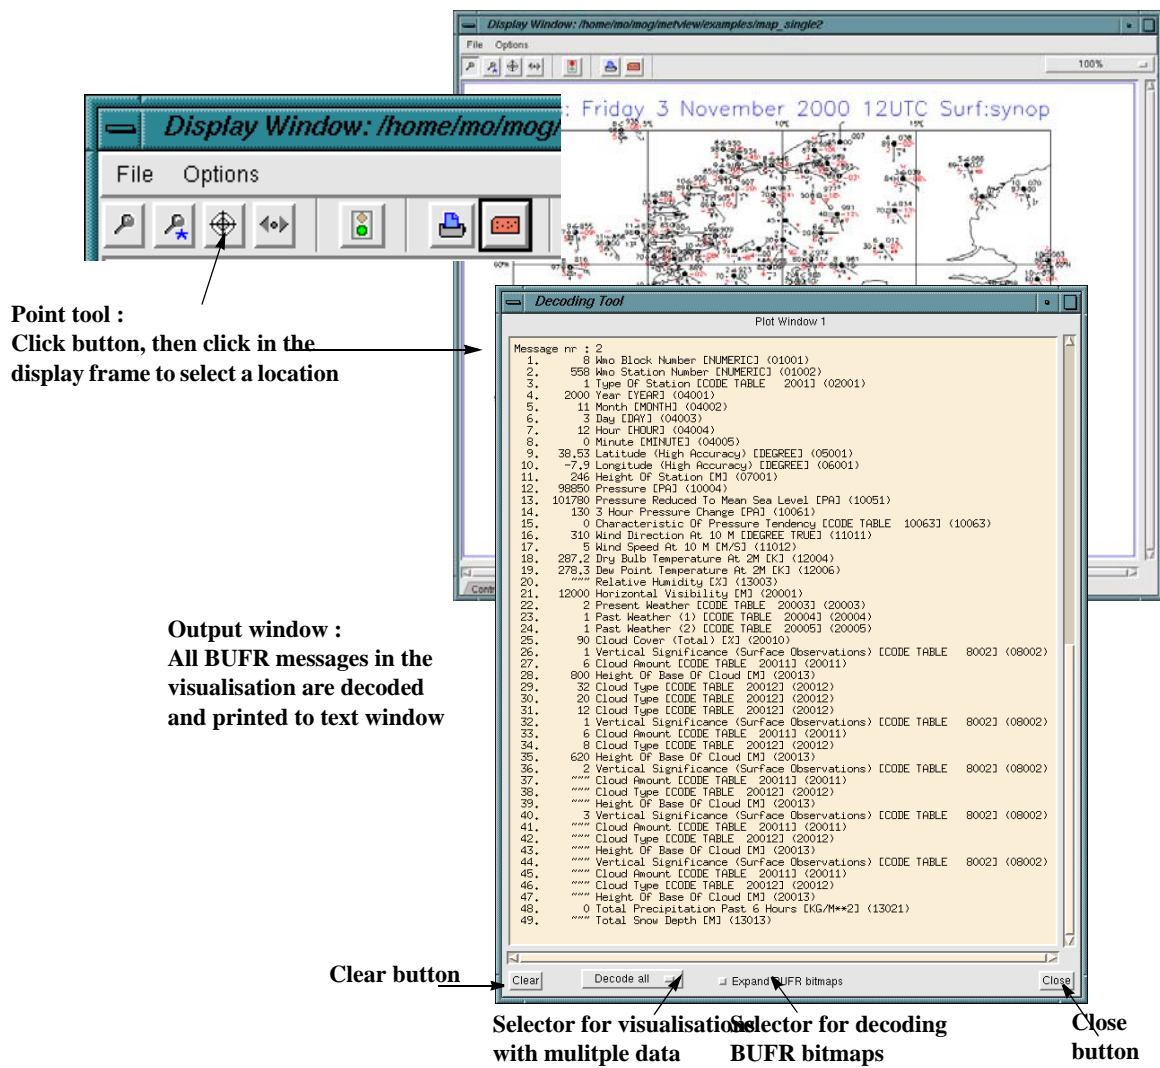 Display Window: /home/mo/mog/metview/examples/map_single2
File Options
100%
: Friday 3 November 2000 12UTC Surf:synop
Display Window: /home/mo/mog/
File Options
5°E 10°E 15°E
60°N
Point tool :
Click button, then click in the
display frame to select a location
Decoding Tool
Plot Window 1
Message nr : 2
1. 8 Wmo Block Number [NUMERIC] (01001)
2. 558 Wmo Station Number [NUMERIC] (01002)
3. 1 Type Of Station [CODE TABLE 2001] (02001)
4. 2000 Year [YEAR] (04001)
5. 11 Month [MONTH] (04002)
6. 3 Day [DAY] (04003)
7. 12 Hour [HOUR] (04004)
8. 0 Minute [MINUTE] (04005)
9. 38.53 Latitude (High Accuracy) [DEGREE] (05001)
10. -7.9 Longitude (High Accuracy) [DEGREE] (06001)
11. 246 Height Of Station [M] (07001)
12. 98850 Pressure [PA] (10004)
13. 101780 Pressure Reduced To Mean Sea Level [PA] (10051)
14. 130 3 Hour Pressure Change [PA] (10061)
15. 0 Characteristic Of Pressure Tendency [CODE TABLE 10063] (10063)
16. 310 Wind Direction At 10 M [DEGREE TRUE] (11011)
17. 5 Wind Speed At 10 M [M/S] (11012)
18. 287.2 Dry Bulb Temperature At 2M [K] (12004)
19. 278.3 Dew Point Temperature At 2M [K] (12006)
20. ~~~ Relative Humidity [%] (13003)
21. 12000 Horizontal Visibility [M] (20001)
22. 2 Present Weather [CODE TABLE 20003] (20003)
23. 1 Past Weather (1) [CODE TABLE 20004] (20004)
24. 1 Past Weather (2) [CODE TABLE 20005] (20005)
25. 90 Cloud Cover (Total) [%] (20010)
26. 1 Vertical Significance (Surface Observations) [CODE TABLE 8002] (08002)
27. 6 Cloud Amount [CODE TABLE 20011] (20011)
28. 800 Height Of Base Of Cloud [M] (20013)
29. 32 Cloud Type [CODE TABLE 20012] (20012)
30. 20 Cloud Type [CODE TABLE 20012] (20012)
31. 12 Cloud Type [CODE TABLE 20012] (20012)
32. 1 Vertical Significance (Surface Observations) [CODE TABLE 8002] (08002)
33. 6 Cloud Amount [CODE TABLE 20011] (20011)
34. 8 Cloud Type [CODE TABLE 20012] (20012)
35. 620 Height Of Base Of Cloud [M] (20013)
36. 2 Vertical Significance (Surface Observations) [CODE TABLE 8002] (08002)
37. ~~~ Cloud Amount [CODE TABLE 20011] (20011)
38. ~~~ Cloud Type [CODE TABLE 20012] (20012)
39. ~~~ Height Of Base Of Cloud [M] (20013)
40. 3 Vertical Significance (Surface Observations) [CODE TABLE 8002] (08002)
41. ~~~ Cloud Amount [CODE TABLE 20011] (20011)
42. ~~~ Cloud Type [CODE TABLE 20012] (20012)
43. ~~~ Height Of Base Of Cloud [M] (20013)
44. ~~~ Vertical Significance (Surface Observations) [CODE TABLE 8002] (08002)
45. ~~~ Cloud Amount [CODE TABLE 20011] (20011)
46. ~~~ Cloud Type [CODE TABLE 20012] (20012)
47. ~~~ Height Of Base Of Cloud [M] (20013)
48. 0 Total Precipitation Past 6 Hours [KG/M**2] (13021)
49. ~~~ Total Snow Depth [M] (13013)
Contr
Output window :
All BUFR messages in the
visualisation are decoded
and printed to text window
Clear button
Clear Decode all Expand BUFR bitmaps Close
Selector for visualisations
with mulitple data
Selector for decoding
BUFR bitmaps
Close
button